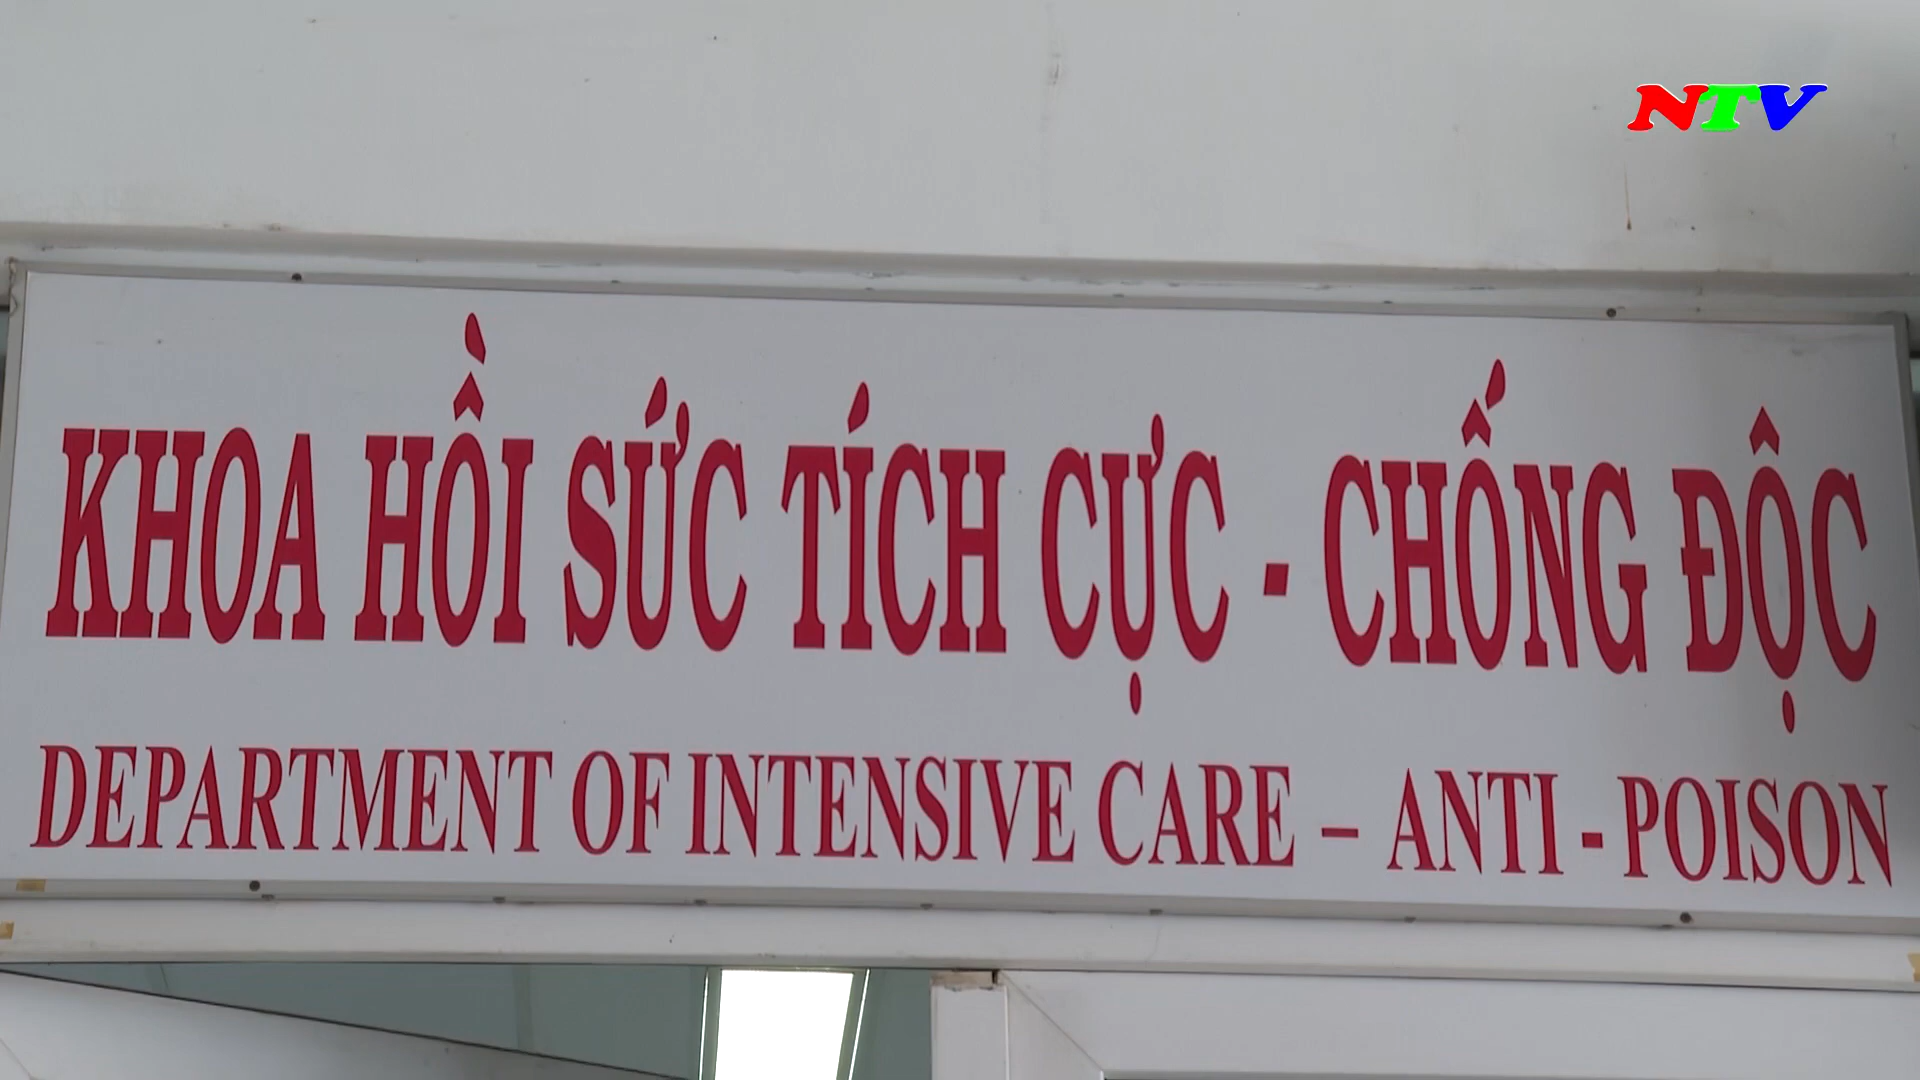 NTV
KHOA HỒI SỨC TÍCH CỰC - CHỐNG ĐỘC
DEPARTMENT OF INTENSIVE CARE – ANTI - POISON